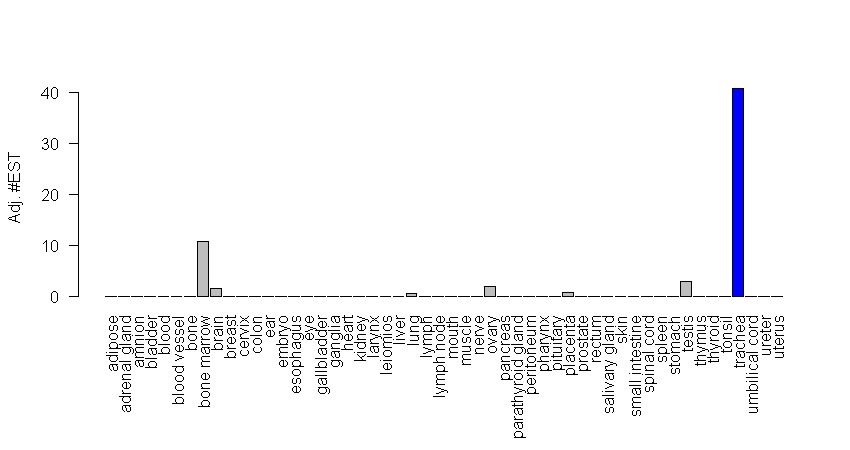 Adj. #EST
40
30
20
10
0
adipose
adrenal gland
amnion
bladder
blood
blood vessel
bone
bone marrow
brain
breast
cervix
colon
ear
embryo
esophagus
eye
gallbladder
ganglia
heart
kidney
larynx
leiomios
liver
lung
lymph
lymph node
mouth
muscle
nerve
ovary
pancreas
parathyroid gland
peritoneum
pharynx
pituitary
placenta
prostate
rectum
salivary gland
skin
small intestine
spinal cord
spleen
stomach
testis
thymus
thyroid
tonsil
trachea
umbilical cord
ureter
uterus